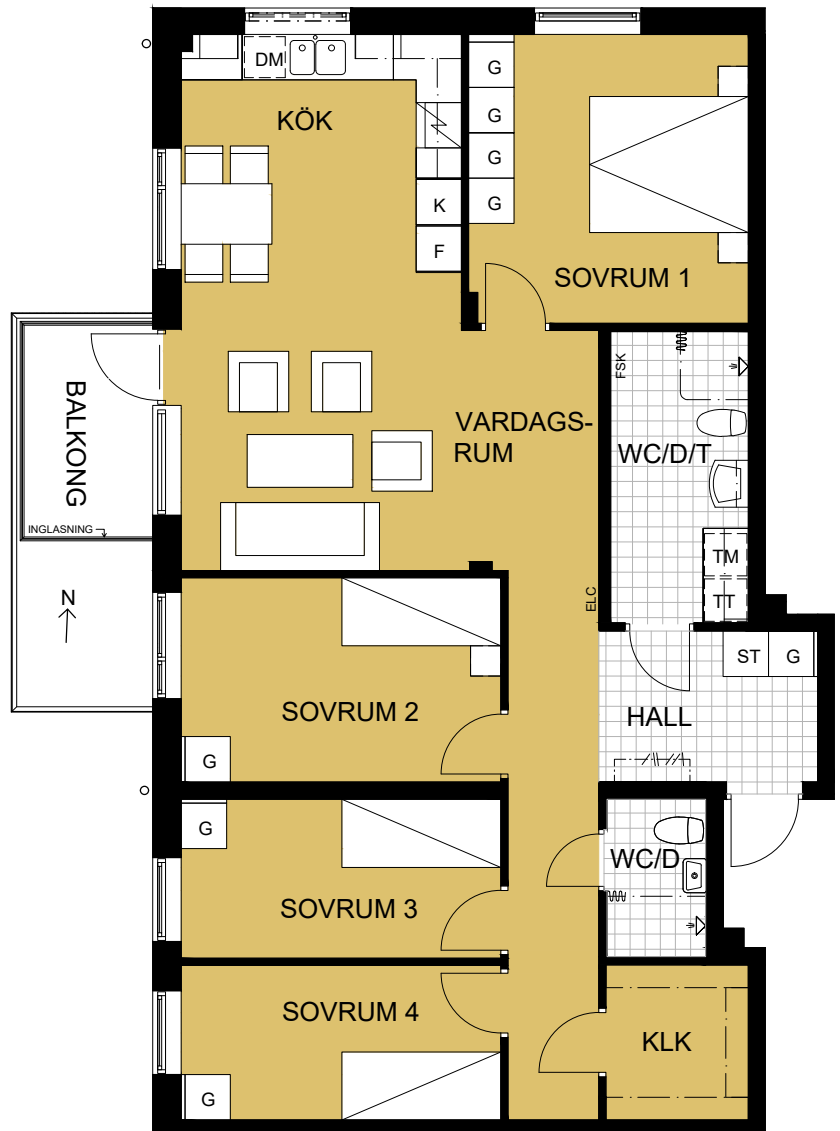 DM
KÖK
G
G
G
G
K
F
SOVRUM 1
BALKONG
INGLASNING
N
VARDAGS-
RUM
FSK
WC/D/T
TM
TT
ELC
ST
G
HALL
SOVRUM 2
G
G
SOVRUM 3
WC/D
SOVRUM 4
G
KLK